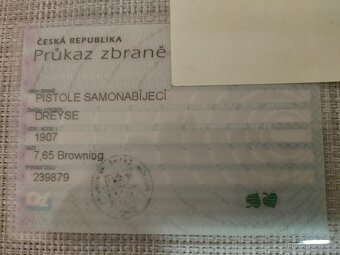 ČESKÁ REPUBLIKA
Průkaz zbraně
PISTOLE SAMONABÍJECÍ
DREYSE
1907
7,65 Browning
239879